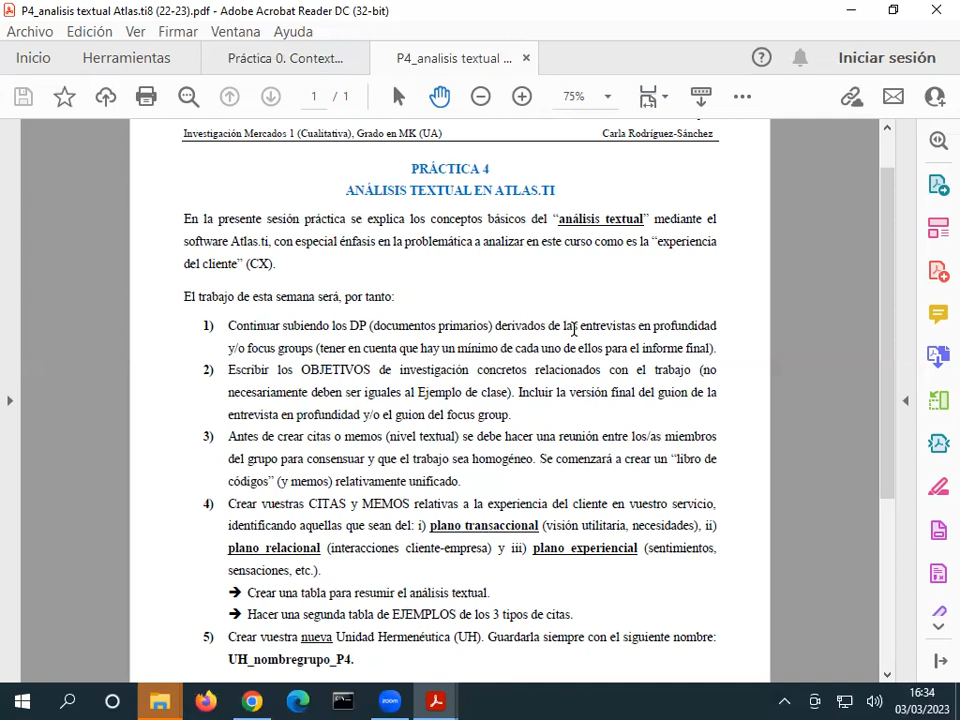 P4_analisis textual Atlas.ti8 (22-23).pdf - Adobe Acrobat Reader DC (32-bit)
Archivo Edición Ver Firmar Ventana Ayuda
Inicio Herramientas Práctica 0. Context... P4_analisis textual ... Iniciar sesión
1 / 1 75%
Investigación Mercados 1 (Cualitativa), Grado en MK (UA) Carla Rodríguez-Sánchez
PRÁCTICA 4
ANÁLISIS TEXTUAL EN ATLAS.TI
En la presente sesión práctica se explica los conceptos básicos del “análisis textual” mediante el
software Atlas.ti, con especial énfasis en la problemática a analizar en este curso como es la “experiencia
del cliente” (CX).
El trabajo de esta semana será, por tanto:
1) Continuar subiendo los DP (documentos primarios) derivados de las entrevistas en profundidad
y/o focus groups (tener en cuenta que hay un mínimo de cada uno de ellos para el informe final).
2) Escribir los OBJETIVOS de investigación concretos relacionados con el trabajo (no
necesariamente deben ser iguales al Ejemplo de clase). Incluir la versión final del guion de la
entrevista en profundidad y/o el guion del focus group.
3) Antes de crear citas o memos (nivel textual) se debe hacer una reunión entre los/as miembros
del grupo para consensuar y que el trabajo sea homogéneo. Se comenzará a crear un “libro de
códigos” (y memos) relativamente unificado.
4) Crear vuestras CITAS y MEMOS relativas a la experiencia del cliente en vuestro servicio,
identificando aquellas que sean del: i) plano transaccional (visión utilitaria, necesidades), ii)
plano relacional (interacciones cliente-empresa) y iii) plano experiencial (sentimientos,
sensaciones, etc.).
➔ Crear una tabla para resumir el análisis textual.
➔ Hacer una segunda tabla de EJEMPLOS de los 3 tipos de citas.
5) Crear vuestra nueva Unidad Hermenéutica (UH). Guardarla siempre con el siguiente nombre:
UH_nombregrupo_P4.
zoom
16:34
03/03/2023